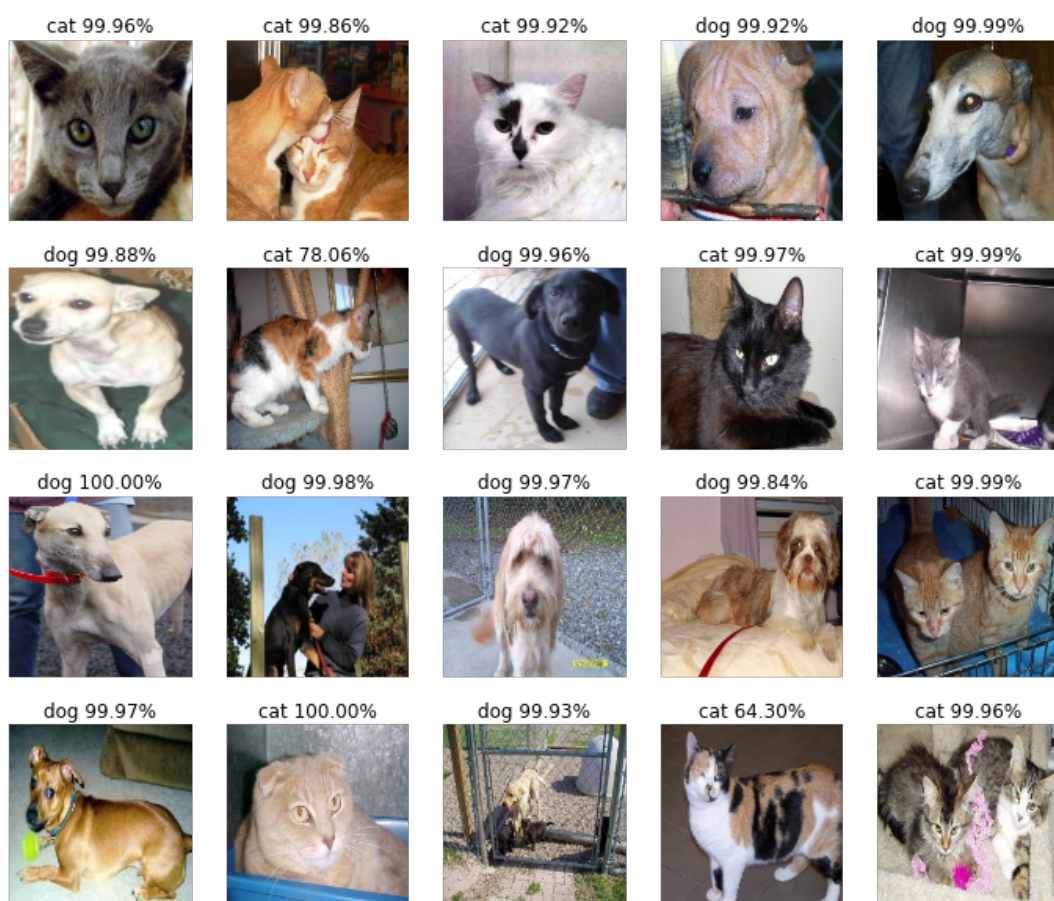 cat 99.96% cat 99.86% cat 99.92% dog 99.92% dog 99.99%
dog 99.88% cat 78.06% dog 99.96% cat 99.97% cat 99.99%
dog 100.00% dog 99.98% dog 99.97% dog 99.84% cat 99.99%
dog 99.97% cat 100.00% dog 99.93% cat 64.30% cat 99.96%